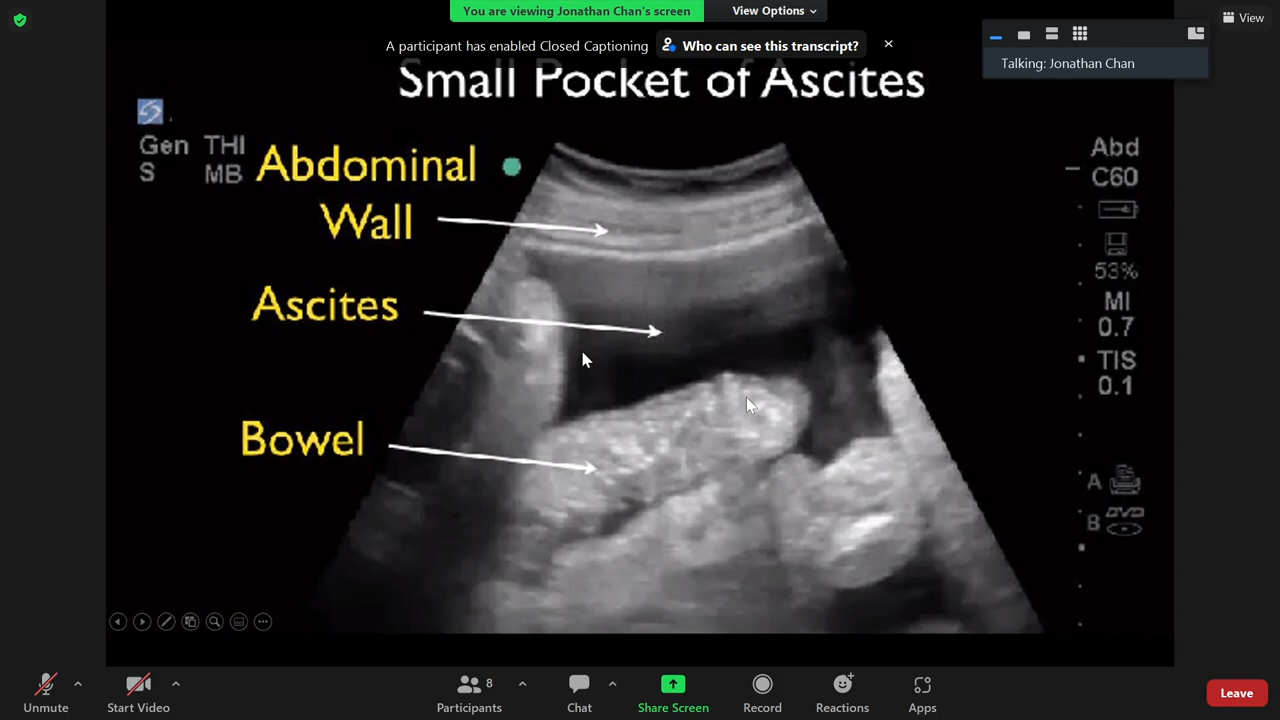 You are viewing Jonathan Chan's screen
View Options
View
A participant has enabled Closed Captioning
Who can see this transcript?
Talking: Jonathan Chan
Small Pocket of Ascites
Gen THI
S MB
Abdominal
Wall
Ascites
Bowel
Abd
C60
53%
MI
0.7
TIS
0.1
A
B DVD
Unmute
Start Video
Participants 8
Chat
Share Screen
Record
Reactions
Apps
Leave